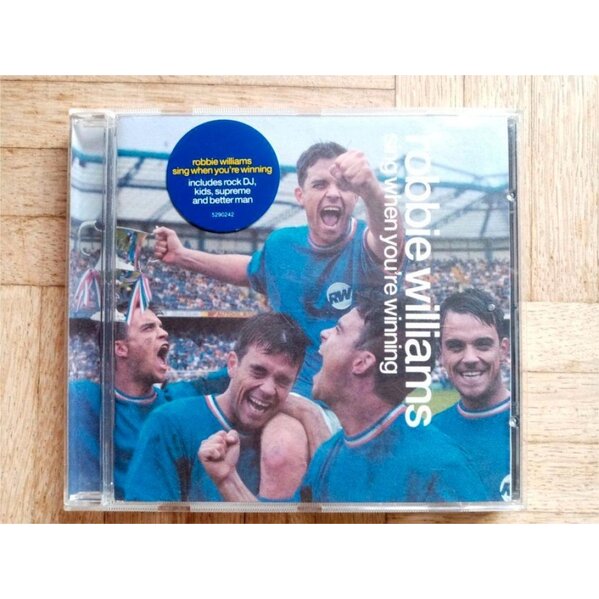 robbie williams
sing when you're winning
includes rock DJ,
kids, supreme
and better man
5290242
RW
robbie williams
sing when you're winning